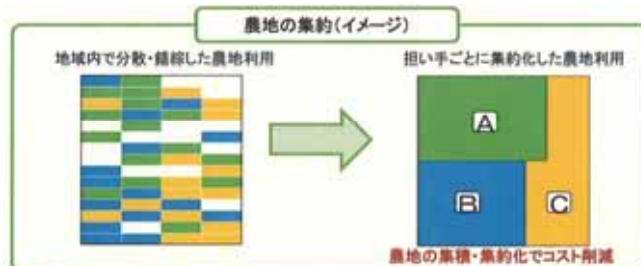 農地の集約(イメージ)
地域内で分散・錯綜した農地利用
担い手ごとに集約化した農地利用
A
B
C
農地の集積・集約化でコスト削減